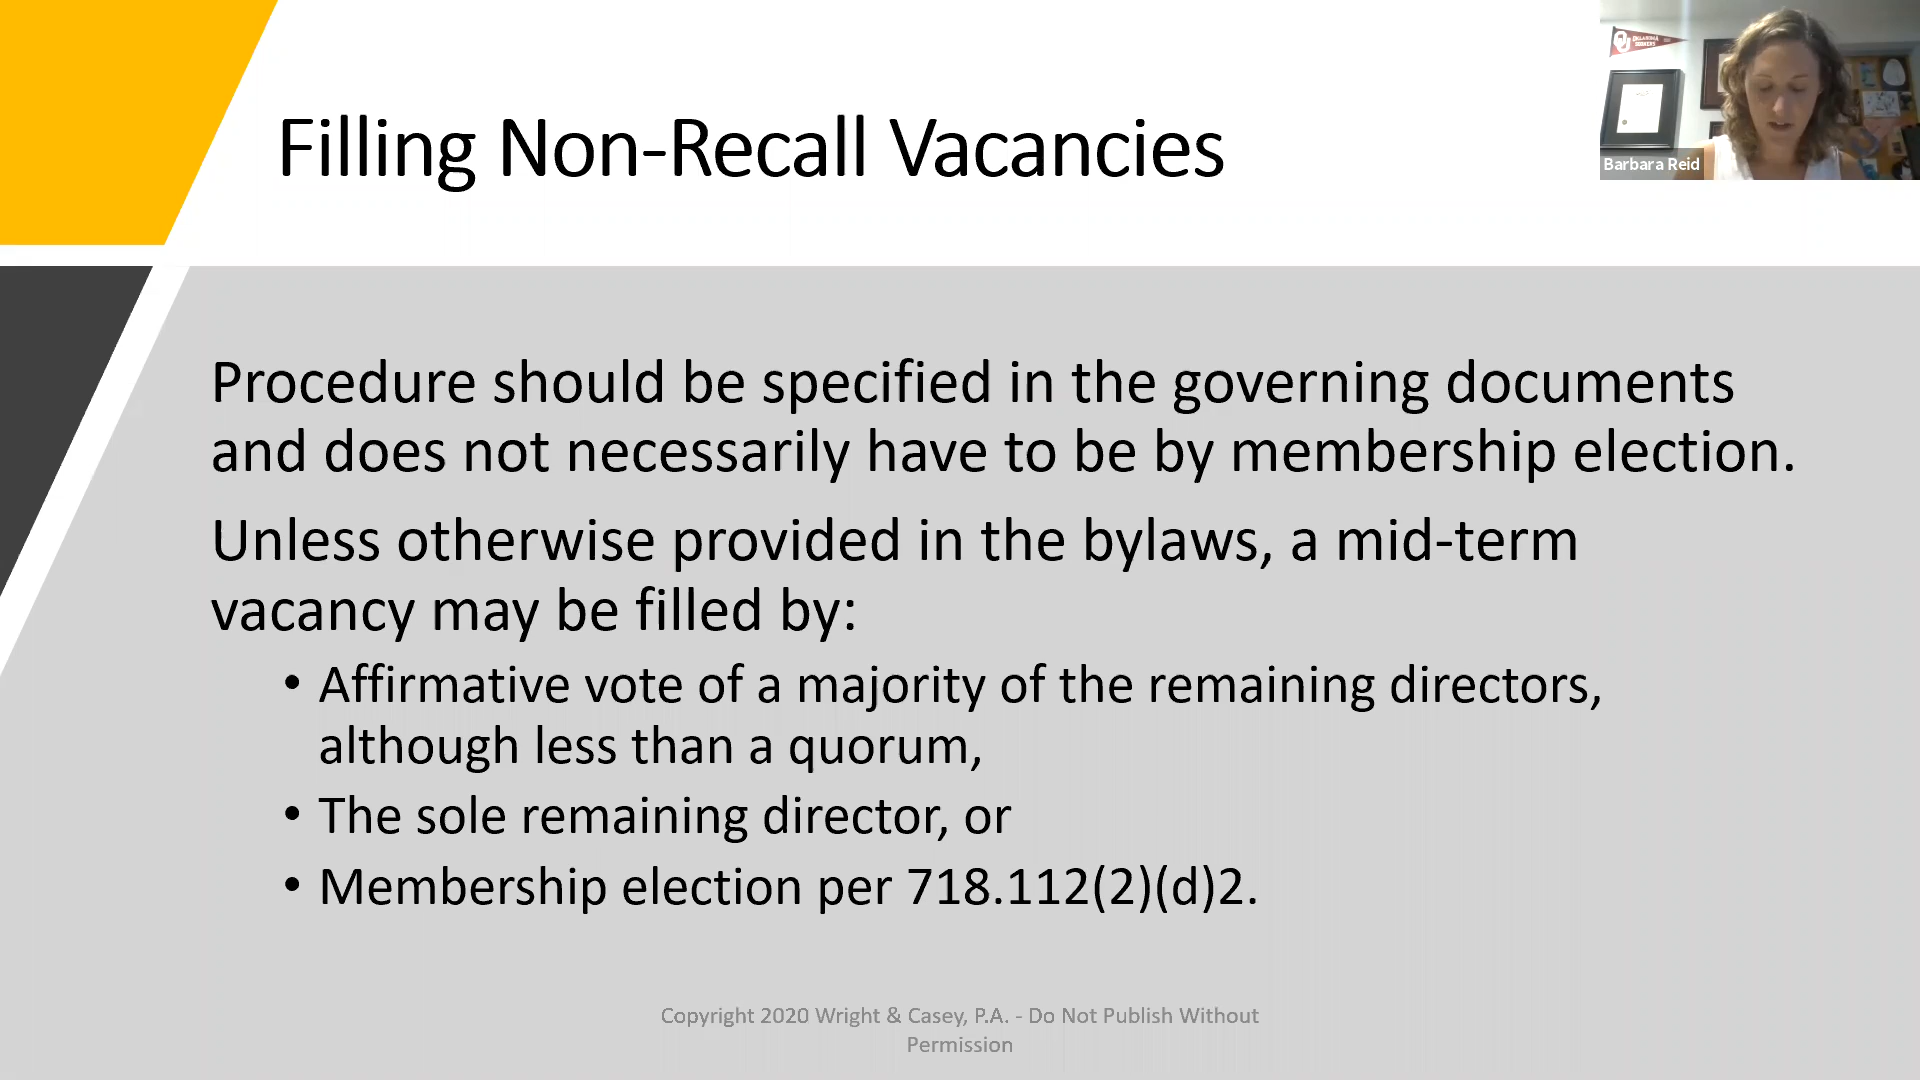 Filling Non-Recall Vacancies
OU OKLAHOMA
SOONERS
Barbara Reid
Procedure should be specified in the governing documents
and does not necessarily have to be by membership election.
Unless otherwise provided in the bylaws, a mid-term
vacancy may be filled by:
• Affirmative vote of a majority of the remaining directors,
although less than a quorum,
• The sole remaining director, or
• Membership election per 718.112(2)(d)2.
Copyright 2020 Wright & Casey, P.A. - Do Not Publish Without
Permission